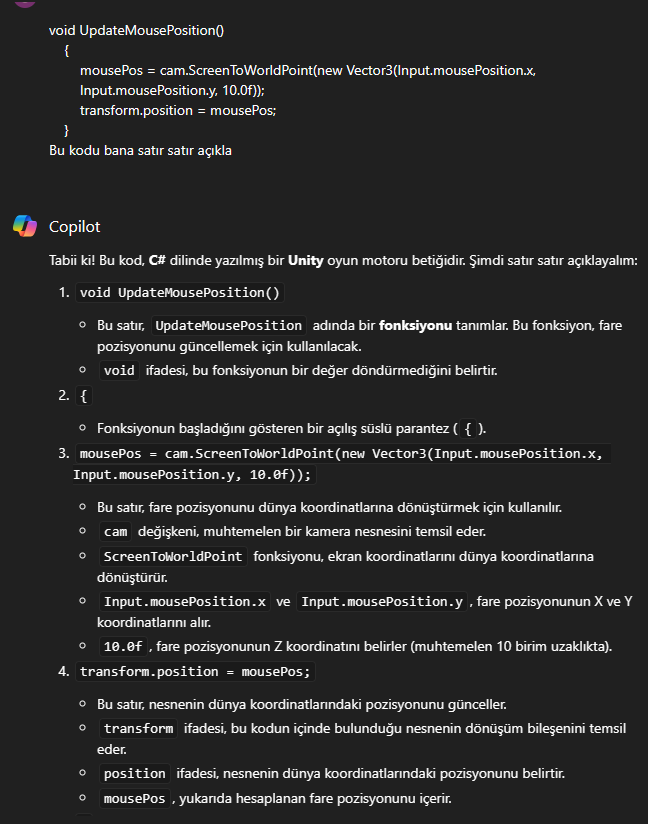 void UpdateMousePosition()
{
mousePos = cam.ScreenToWorldPoint(new Vector3(Input.mousePosition.x,
Input.mousePosition.y, 10.0f));
transform.position = mousePos;
}
Bu kodu bana satır satır açıkla
Copilot
Tabii ki! Bu kod, C# dilinde yazılmış bir Unity oyun motoru betiğidir. Şimdi satır satır açıklayalım:
1. void UpdateMousePosition()
◦ Bu satır, UpdateMousePosition adında bir fonksiyonu tanımlar. Bu fonksiyon, fare
pozisyonunu güncellemek için kullanılacak.
◦ void ifadesi, bu fonksiyonun bir değer döndürmediğini belirtir.
2. {
◦ Fonksiyonun başladığını gösteren bir açılış süslü parantez ( { ).
3. mousePos = cam.ScreenToWorldPoint(new Vector3(Input.mousePosition.x,
Input.mousePosition.y, 10.0f));
◦ Bu satır, fare pozisyonunu dünya koordinatlarına dönüştürmek için kullanılır.
◦ cam değişkeni, muhtemelen bir kamera nesnesini temsil eder.
◦ ScreenToWorldPoint fonksiyonu, ekran koordinatlarını dünya koordinatlarına
dönüştürür.
◦ Input.mousePosition.x ve Input.mousePosition.y , fare pozisyonunun X ve Y
koordinatlarını alır.
◦ 10.0f , fare pozisyonunun Z koordinatını belirler (muhtemelen 10 birim uzaklıkta).
4. transform.position = mousePos;
◦ Bu satır, nesnenin dünya koordinatlarındaki pozisyonunu günceller.
◦ transform ifadesi, bu kodun içinde bulunduğu nesnenin dönüşüm bileşenini temsil
eder.
◦ position ifadesi, nesnenin dünya koordinatlarındaki pozisyonunu belirtir.
◦ mousePos , yukarıda hesaplanan fare pozisyonunu içerir.